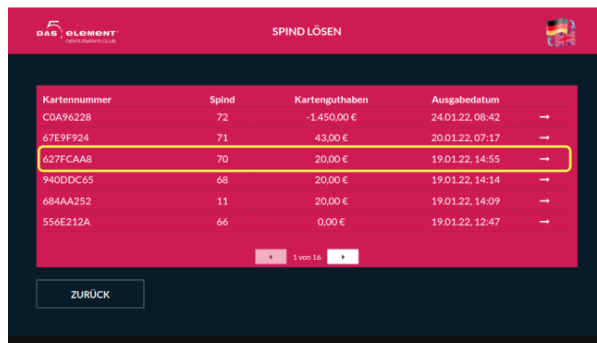 DAS 5 ELEMENT
GENTLEMEN'S CLUB
SPIND LÖSEN
Kartennummer Spind Kartenguthaben Ausgabedatum
C0A96228 72 -1.450,00 € 24.01.22, 08:42 →
67E9F924 71 43,00 € 20.01.22, 07:17 →
627FCAA8 70 20,00 € 19.01.22, 14:55 →
940DDC65 68 20,00 € 19.01.22, 14:14 →
684AA252 11 20,00 € 19.01.22, 14:09 →
556E212A 66 0,00 € 19.01.22, 12:47 →
1 von 16
ZURÜCK